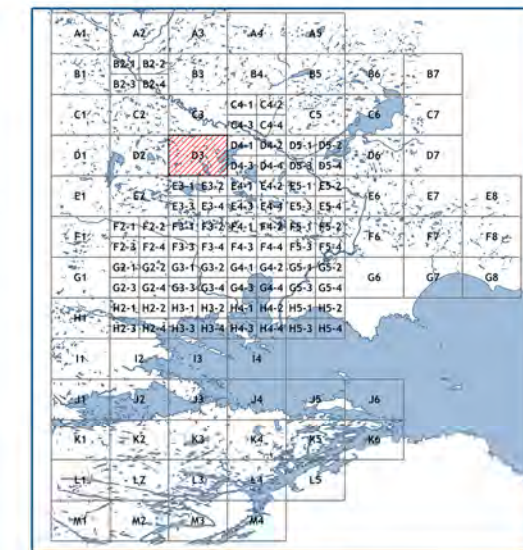 A1 A2 A3 A4 A5
B1 B2-1 B2-2 B3 B4 B5 B6 B7
B2-3 B2-4
C1 C2 C3 C4-1 C4-2 C5 C6 C7
C4-3 C4-4
D1 D2 D3 D4-1 D4-2 D5-1 D5-2 D6 D7
D4-3 D4-4 D5-3 D5-4
E1 E2 E3-1 E3-2 E4-1 E4-2 E5-1 E5-2 E6 E7 E8
E3-3 E3-4 E4-3 E4-4 E5-3 E5-4
F1 F2-1 F2-2 F3-1 F3-2 F4-1 F4-2 F5-1 F5-2 F6 F7 F8
F2-3 F2-4 F3-3 F3-4 F4-3 F4-4 F5-3 F5-4
G1 G2-1 G2-2 G3-1 G3-2 G4-1 G4-2 G5-1 G5-2 G6 G7 G8
G2-3 G2-4 G3-3 G3-4 G4-3 G4-4 G5-3 G5-4
H1 H2-1 H2-2 H3-1 H3-2 H4-1 H4-2 H5-1 H5-2
H2-3 H2-4 H3-3 H3-4 H4-3 H4-4 H5-3 H5-4
I1 I2 I3 I4
J1 J2 J3 J4 J5 J6
K1 K2 K3 K4 K5 K6
L1 L2 L3 L4 L5
M1 M2 M3 M4